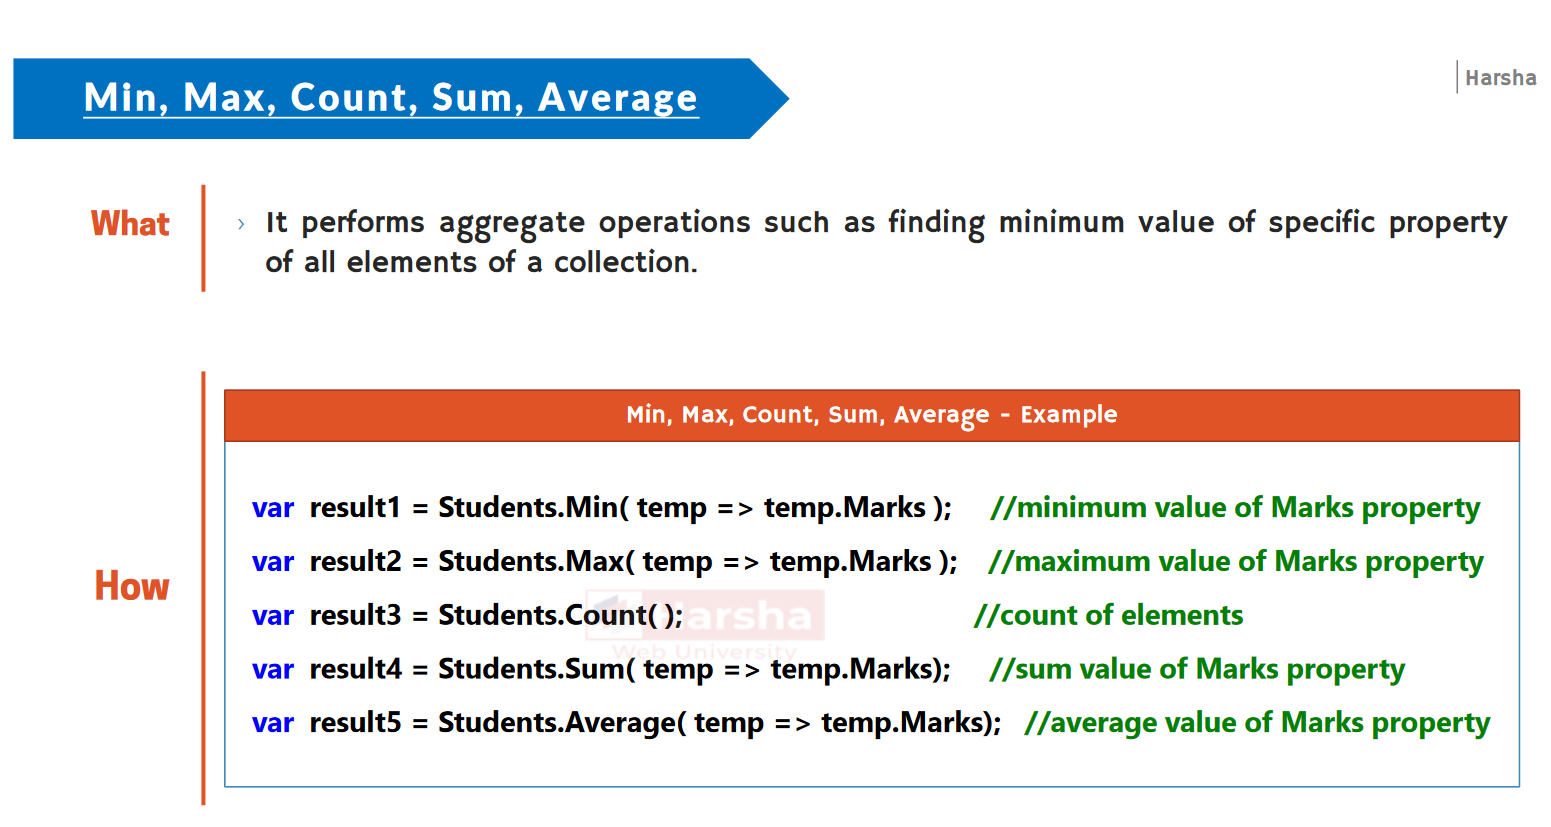 Min, Max, Count, Sum, Average
Harsha
What
› It performs aggregate operations such as finding minimum value of specific property
of all elements of a collection.
How
Min, Max, Count, Sum, Average - Example
var result1 = Students.Min( temp => temp.Marks ); //minimum value of Marks property
var result2 = Students.Max( temp => temp.Marks ); //maximum value of Marks property
var result3 = Students.Count( ); //count of elements
Harsha
Web University
var result4 = Students.Sum( temp => temp.Marks); //sum value of Marks property
var result5 = Students.Average( temp => temp.Marks); //average value of Marks property